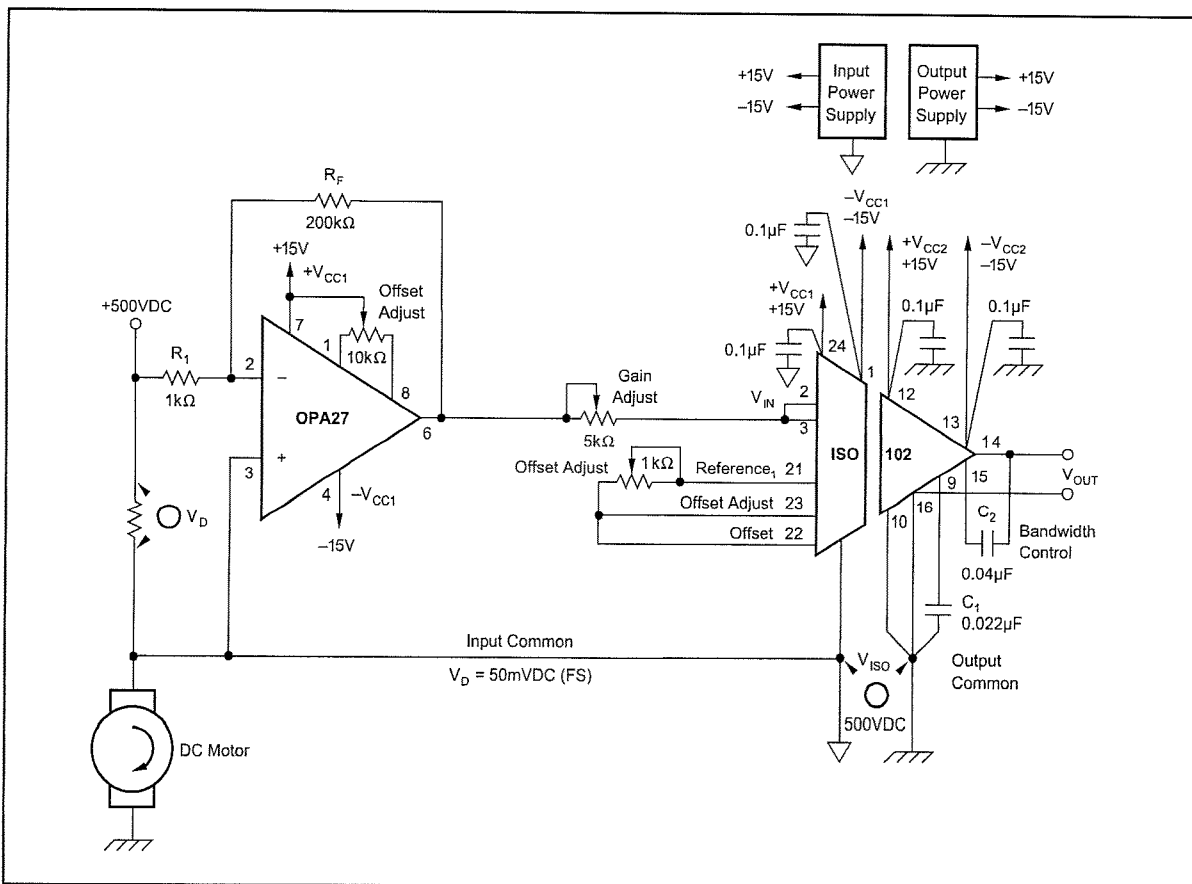 Input
Power
Supply
Output
Power
Supply
+15V
–15V
+15V
–15V
R_F
200kΩ
+15V
+V_CC1
Offset
Adjust
+500VDC
R_1
1kΩ
2
–
7
1
10kΩ
8
OPA27
6
3
+
4
–V_CC1
–15V
V_D
Gain
Adjust
5kΩ
Offset Adjust
1kΩ
Reference_1 21
Offset Adjust 23
Offset 22
V_IN
2
3
0.1µF
–V_CC1
–15V
+V_CC1
+15V
0.1µF
24
1
+V_CC2
+15V
–V_CC2
–15V
0.1µF
0.1µF
12
13
14
ISO
102
15
9
16
10
V_OUT
C_2
Bandwidth
Control
0.04µF
C_1
0.022µF
Input Common
V_D = 50mVDC (FS)
V_ISO
500VDC
Output
Common
DC Motor